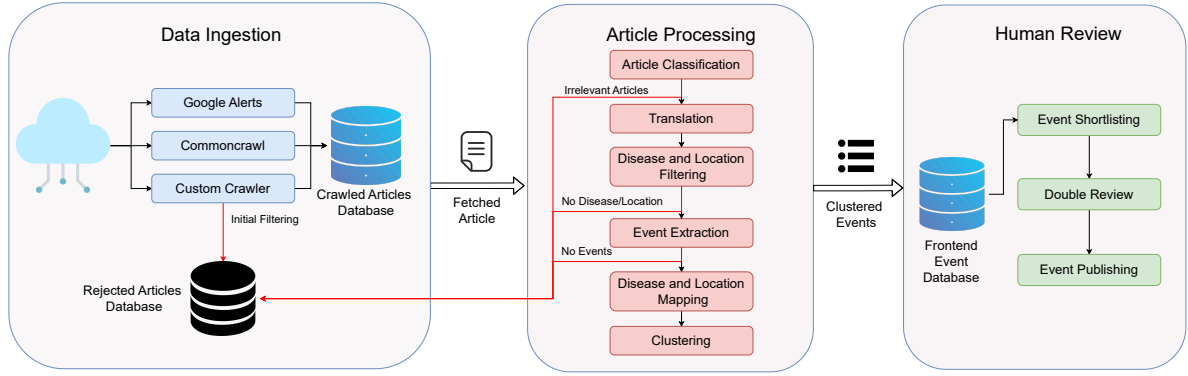 Data Ingestion
Google Alerts
Commoncrawl
Custom Crawler
Initial Filtering
Crawled Articles
Database
Rejected Articles
Database
Fetched
Article
Article Processing
Article Classification
Irrelevant Articles
Translation
Disease and Location
Filtering
No Disease/Location
Event Extraction
No Events
Disease and Location
Mapping
Clustering
Clustered
Events
Human Review
Frontend
Event
Database
Event Shortlisting
Double Review
Event Publishing